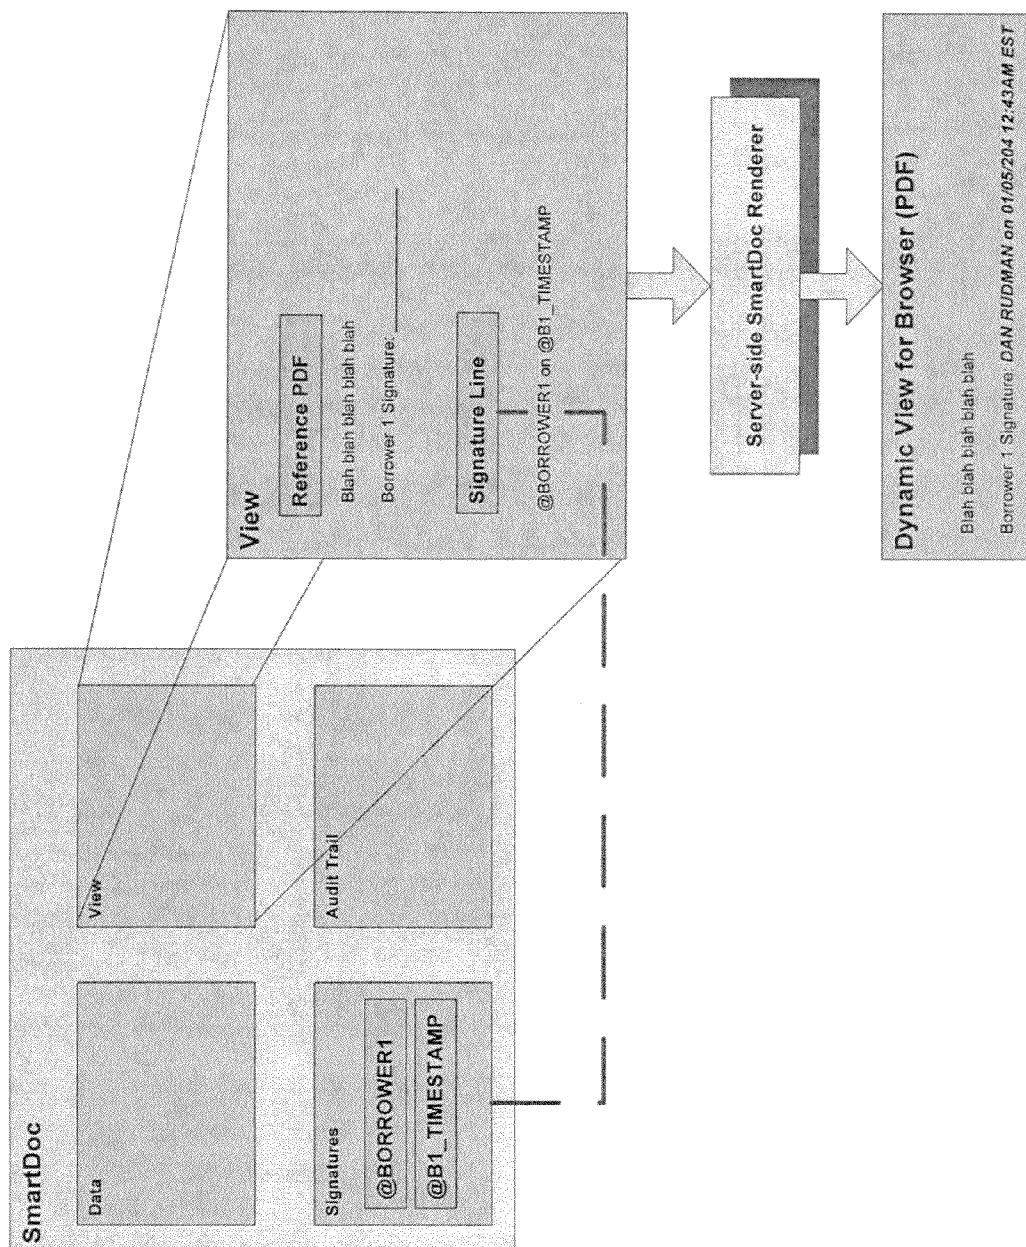 SmartDoc
Data
View
Signatures
@BORROWER1
@B1_TIMESTAMP
Audit Trail
View
Reference PDF
Blah blah blah blah blah
Borrower 1 Signature:
Signature Line
@BORROWER1 on @B1_TIMESTAMP
Server-side SmartDoc Renderer
Dynamic View for Browser (PDF)
Blah blah blah blah blah
Borrower 1 Signature: DAN RUDMAN on 01/05/204 12:43AM EST